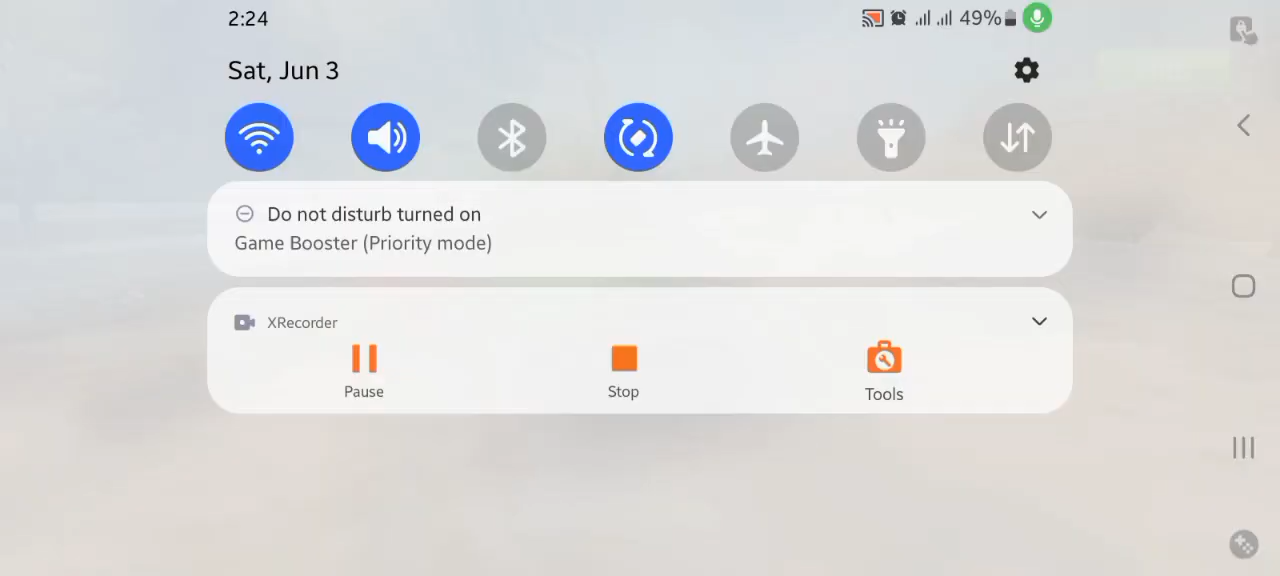 2:24
49%
Sat, Jun 3
Do not disturb turned on
Game Booster (Priority mode)
XRecorder
Pause
Stop
Tools